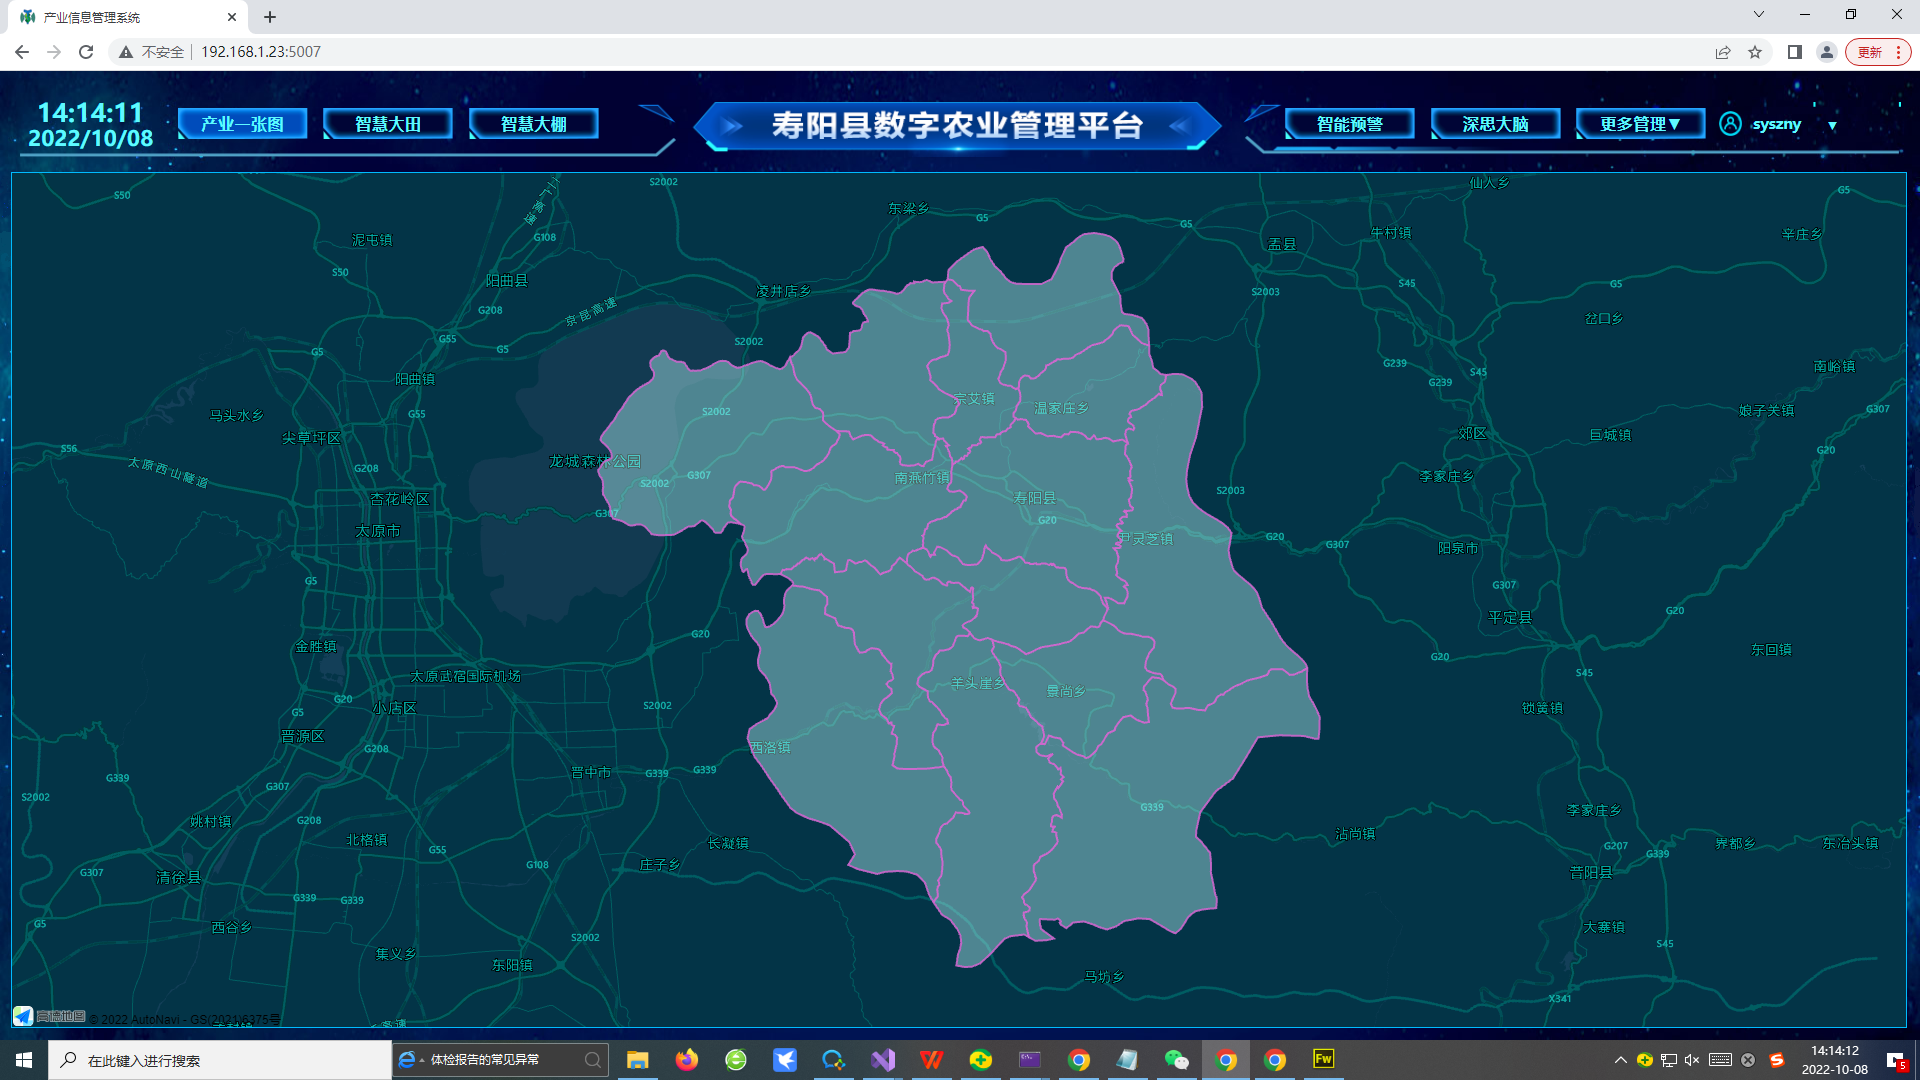 产业信息管理系统
不安全 192.168.1.23:5007
更新
14:14:11
2022/10/08
产业一张图
智慧大田
智慧大棚
寿阳县数字农业管理平台
智能预警
深思大脑
更多管理▼
syszny ▼
S50
S2002
仙人乡
G5
二广高速
东梁乡
G5
G5
泥屯镇
G108
盂县
牛村镇
辛庄乡
S50
阳曲县
凌井店乡
S2003
S45
G5
G208
京昆高速
岔口乡
G55
S2002
G5
G5
G239
S45
南峪镇
阳曲镇
G239
宗艾镇
温家庄乡
马头水乡
G55
S2002
娘子关镇
G307
尖草坪区
郊区
巨城镇
S56
太原西山隧道
G208
龙城森林公园
G307
G20
S2002
南燕竹镇
李家庄乡
S2003
杏花岭区
寿阳县
G307
G20
太原市
尹灵芝镇
G20
G307
阳泉市
G5
G307
平定县
G20
G20
G20
金胜镇
东回镇
太原武宿国际机场
羊头崖乡
景尚乡
S45
G20
G5
小店区
S2002
锁簧镇
晋源区
G208
西洛镇
G339
晋中市
G339
G339
G307
S2002
G339
李家庄乡
姚村镇
G208
沾尚镇
北格镇
G55
长凝镇
G207
G339
界都乡
东冶头镇
G307
清徐县
G108
庄子乡
昔阳县
G339
G339
G5
西谷乡
大寨镇
S2002
S45
集义乡
东阳镇
马坊乡
X341
高德地图 © 2022 AutoNavi - GS(2021)6375号
在此键入进行搜索
体检报告的常见异常
Fw
14:14:12
2022-10-08
5